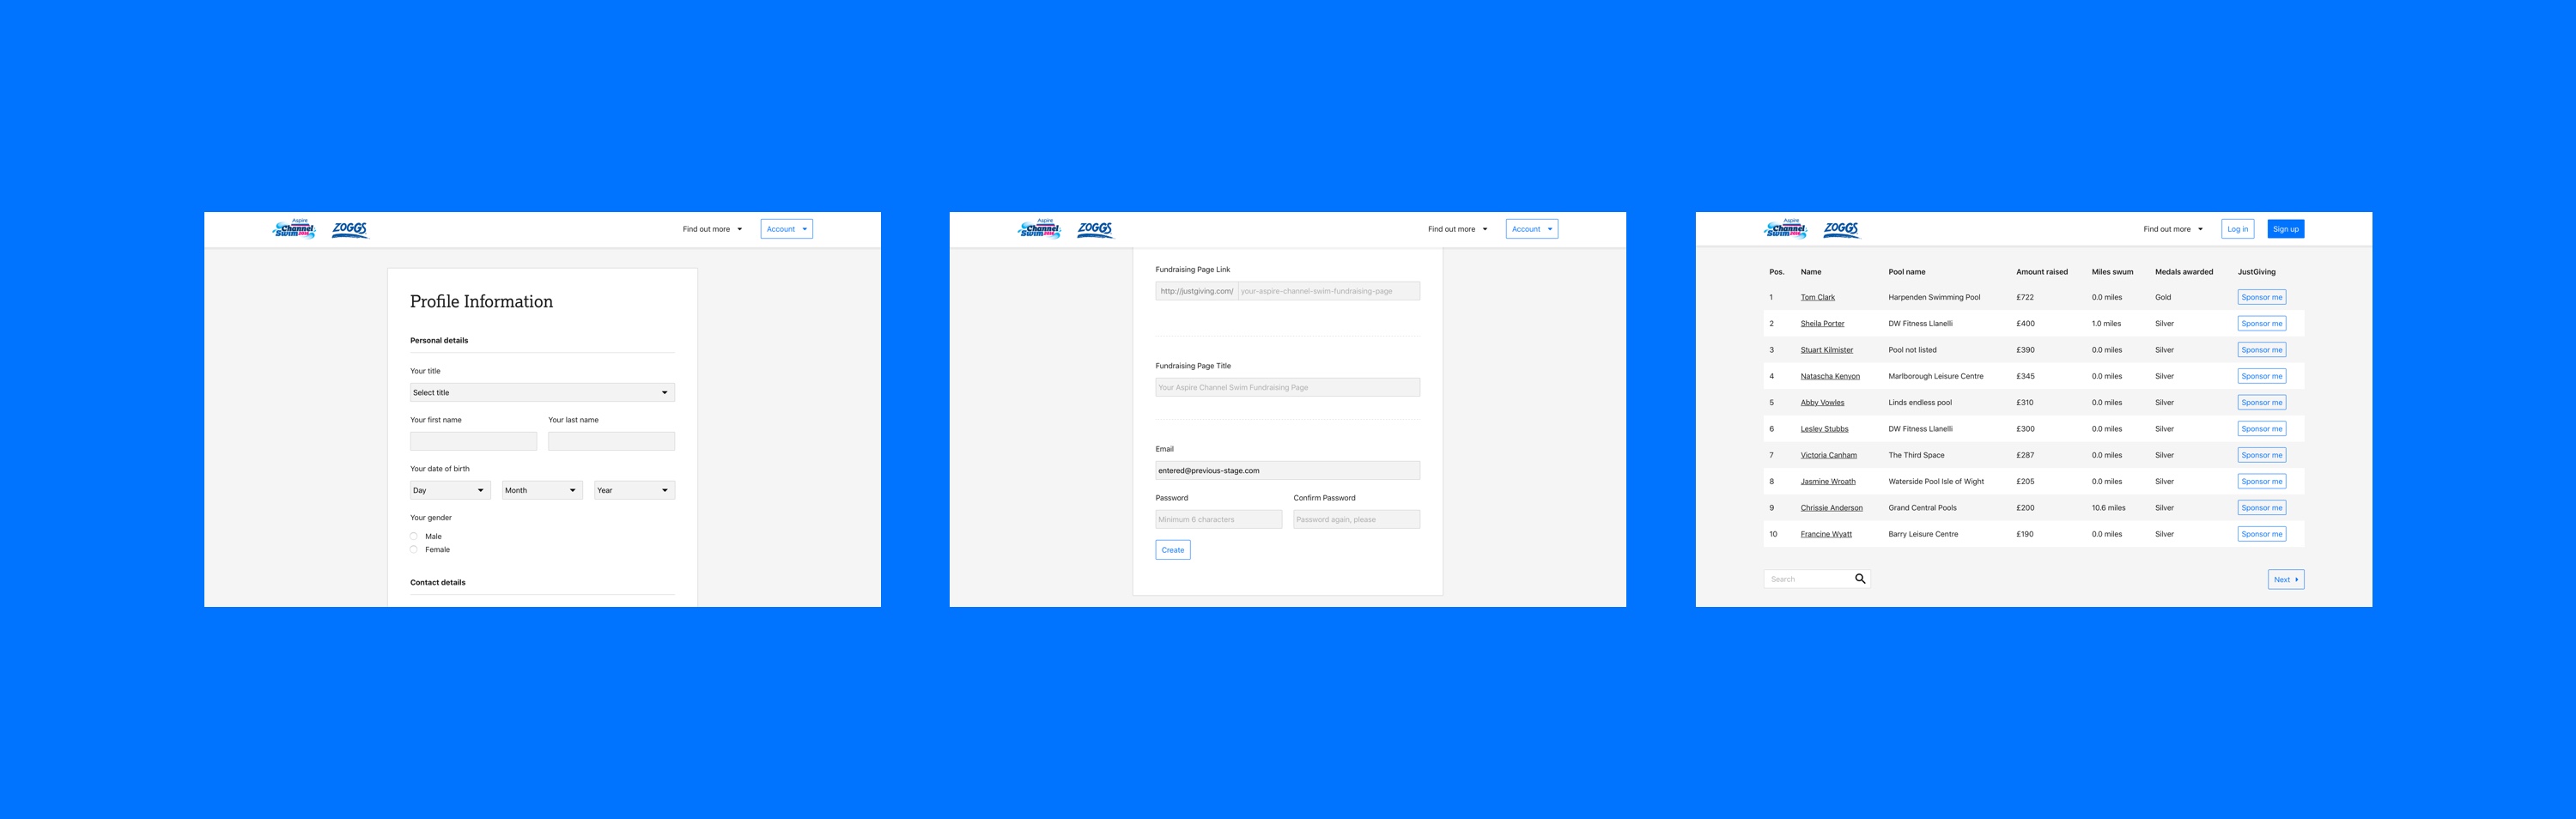 Aspire
Channel
Swim 2016
ZOGGS
Find out more
Account
Profile Information
Personal details
Your title
Select title
Your first name Your last name
Your date of birth
Day Month Year
Your gender
Male
Female
Contact details
Aspire
Channel
Swim 2016
ZOGGS
Find out more
Account
Fundraising Page Link
http://justgiving.com/ your-aspire-channel-swim-fundraising-page
Fundraising Page Title
Your Aspire Channel Swim Fundraising Page
Email
entered@previous-stage.com
Password Confirm Password
Minimum 6 characters Password again, please
Create
Aspire
Channel
Swim 2016
ZOGGS
Find out more
Log in
Sign up
Pos. Name Pool name Amount raised Miles swum Medals awarded JustGiving
1 Tom Clark Harpenden Swimming Pool £722 0.0 miles Gold Sponsor me
2 Sheila Porter DW Fitness Llanelli £400 1.0 miles Silver Sponsor me
3 Stuart Kilmister Pool not listed £390 0.0 miles Silver Sponsor me
4 Natascha Kenyon Marlborough Leisure Centre £345 0.0 miles Silver Sponsor me
5 Abby Vowles Linds endless pool £310 0.0 miles Silver Sponsor me
6 Lesley Stubbs DW Fitness Llanelli £300 0.0 miles Silver Sponsor me
7 Victoria Canham The Third Space £287 0.0 miles Silver Sponsor me
8 Jasmine Wroath Waterside Pool Isle of Wight £205 0.0 miles Silver Sponsor me
9 Chrissie Anderson Grand Central Pools £200 10.6 miles Silver Sponsor me
10 Francine Wyatt Barry Leisure Centre £190 0.0 miles Silver Sponsor me
Search
Next